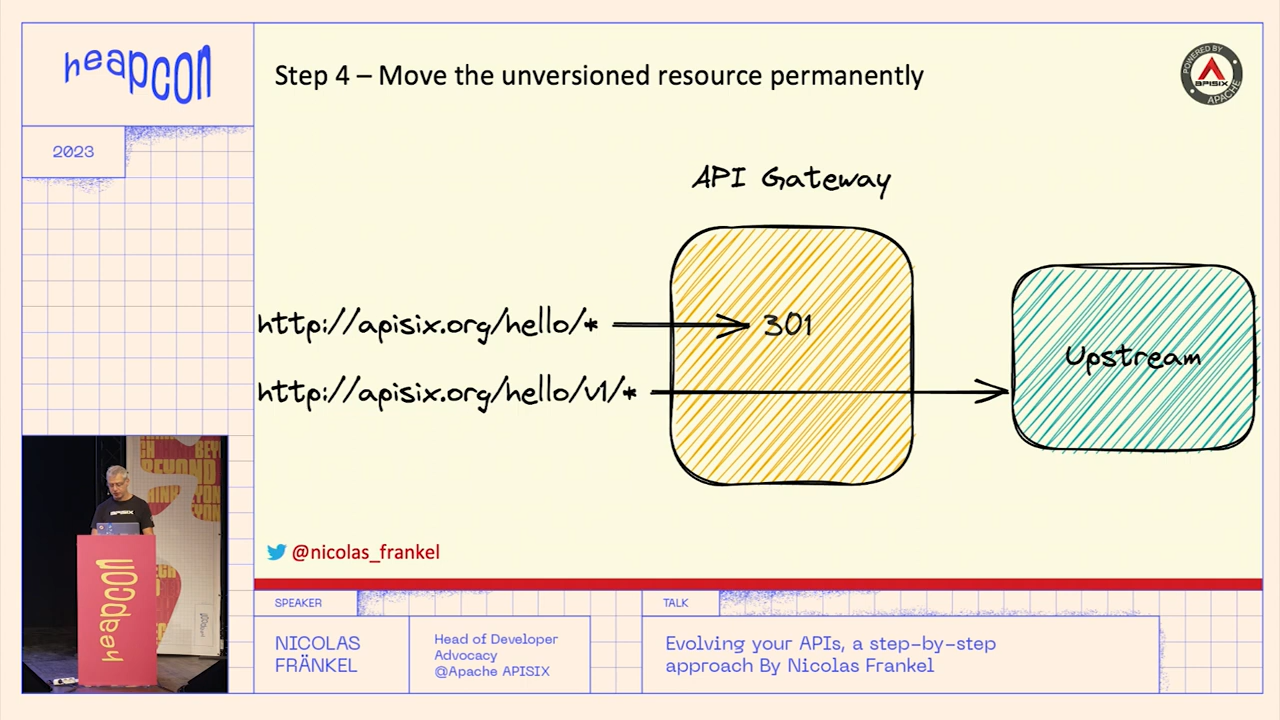 heapcon
2023
Step 4 – Move the unversioned resource permanently
POWERED BY
APISIX
APACHE
API Gateway
http://apisix.org/hello/*
301
http://apisix.org/hello/v1/*
Upstream
@nicolas_frankel
APISIX
heapcon
SPEAKER
NICOLAS
FRÄNKEL
Head of Developer
Advocacy
@Apache APISIX
TALK
Evolving your APIs, a step-by-step
approach By Nicolas Frankel